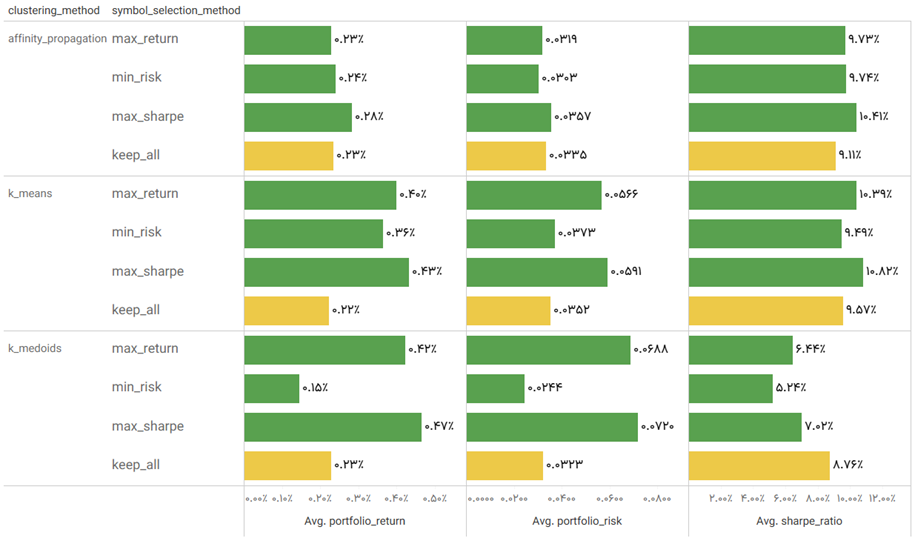 clustering_method symbol_selection_method
affinity_propagation max_return ۰.۲۳٪ ۰.۰۳۱۹ ۹.۷۳٪
min_risk ۰.۲۴٪ ۰.۰۳۰۳ ۹.۷۴٪
max_sharpe ۰.۲۸٪ ۰.۰۳۵۷ ۱۰.۴۱٪
keep_all ۰.۲۳٪ ۰.۰۳۳۵ ۹.۱۱٪
k_means max_return ۰.۴۰٪ ۰.۰۵۶۶ ۱۰.۳۹٪
min_risk ۰.۳۶٪ ۰.۰۳۷۳ ۹.۴۹٪
max_sharpe ۰.۴۳٪ ۰.۰۵۹۱ ۱۰.۸۲٪
keep_all ۰.۲۲٪ ۰.۰۳۵۲ ۹.۵۷٪
k_medoids max_return ۰.۴۲٪ ۰.۰۶۸۸ ۶.۴۴٪
min_risk ۰.۱۵٪ ۰.۰۲۴۴ ۵.۲۴٪
max_sharpe ۰.۴۷٪ ۰.۰۷۲۰ ۷.۰۲٪
keep_all ۰.۲۳٪ ۰.۰۳۲۳ ۸.۷۶٪
۰.۰۰٪ ۰.۱۰٪ ۰.۲۰٪ ۰.۳۰٪ ۰.۴۰٪ ۰.۵۰٪ ۰.۰۰۰۰ ۰.۰۲۰۰ ۰.۰۴۰۰ ۰.۰۶۰۰ ۰.۰۸۰۰ ۲.۰۰٪ ۴.۰۰٪ ۶.۰۰٪ ۸.۰۰٪ ۱۰.۰۰٪ ۱۲.۰۰٪
Avg. portfolio_return Avg. portfolio_risk Avg. sharpe_ratio